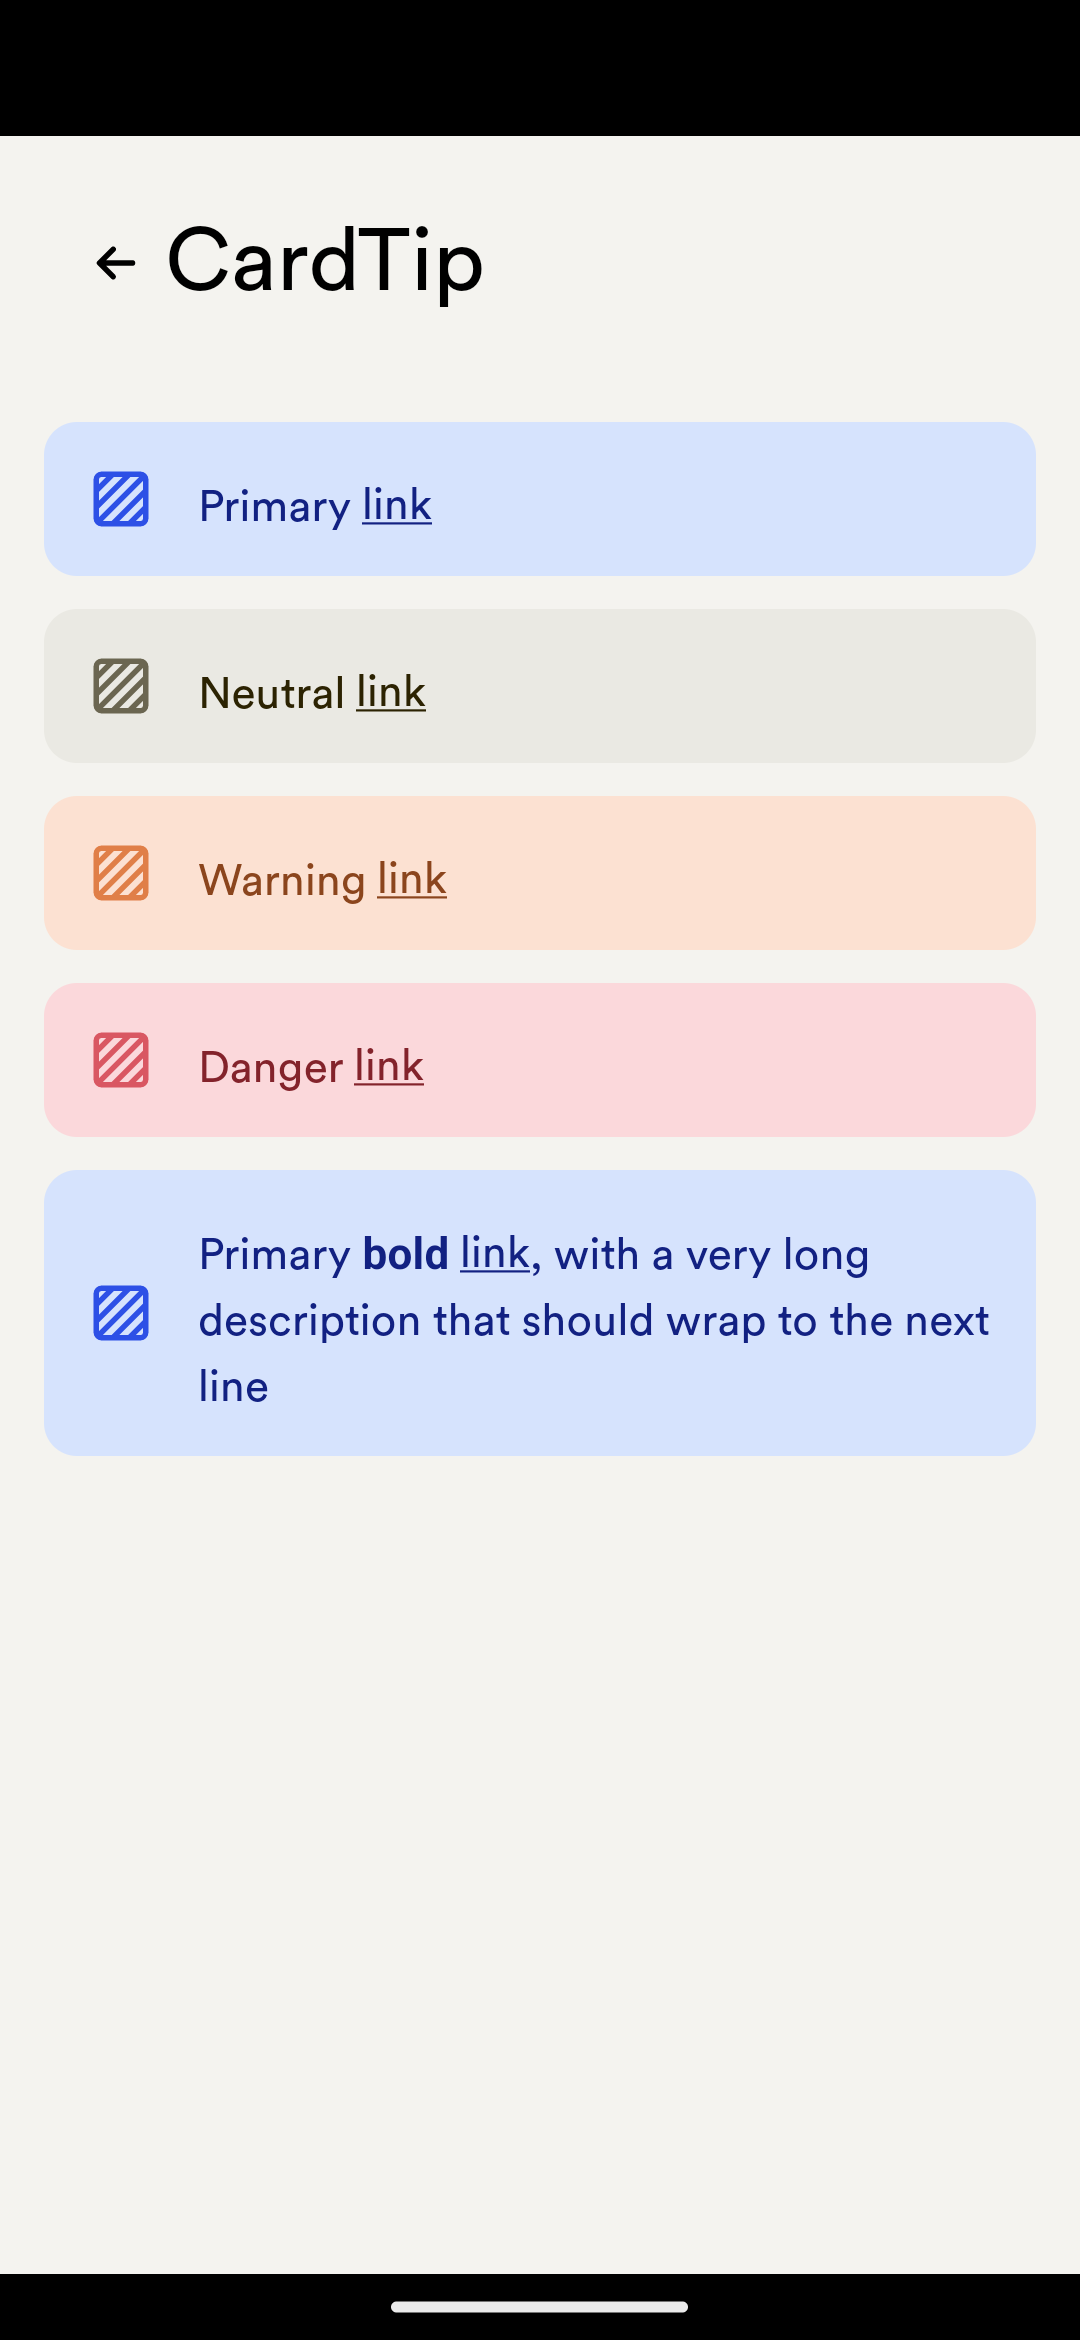 CardTip
Primary link
Neutral link
Warning link
Danger link
Primary bold link, with a very long
description that should wrap to the next
line